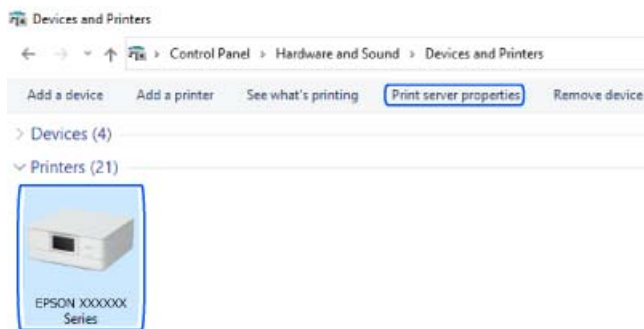 Devices and Printers
Control Panel > Hardware and Sound > Devices and Printers
Add a device Add a printer See what's printing Print server properties Remove device
Devices (4)
Printers (21)
EPSON XXXXXX
Series